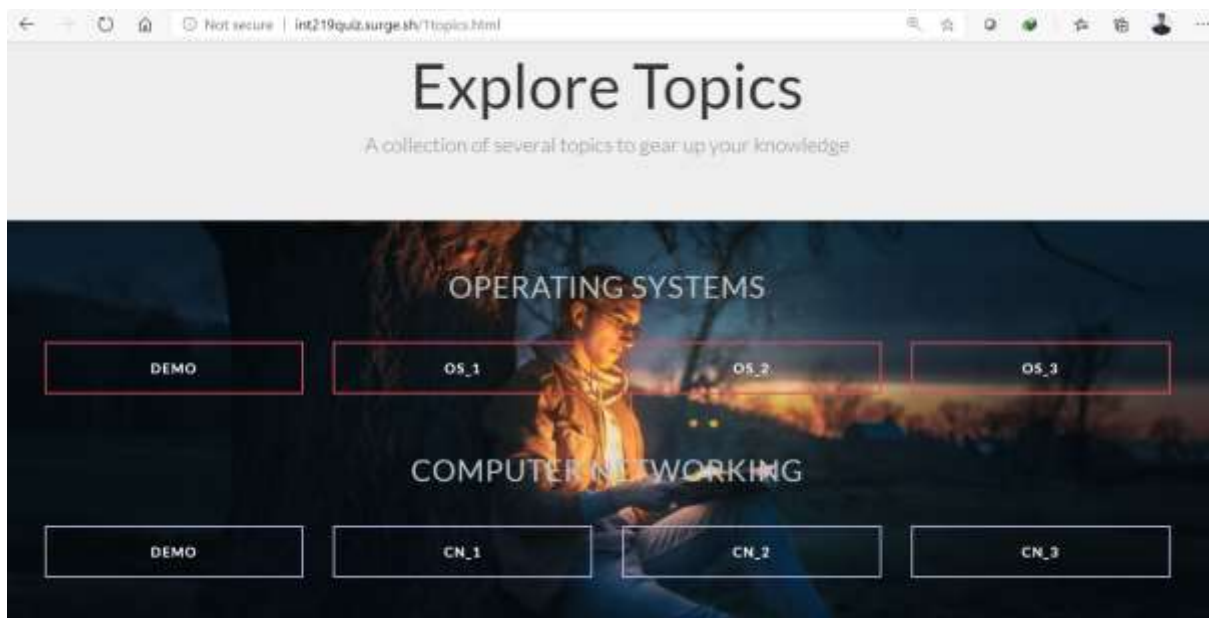 Not secure | int219quiz.surge.sh/1topics.html
Explore Topics
A collection of several topics to gear up your knowledge
OPERATING SYSTEMS
DEMO OS_1 OS_2 OS_3
COMPUTER NETWORKING
DEMO CN_1 CN_2 CN_3